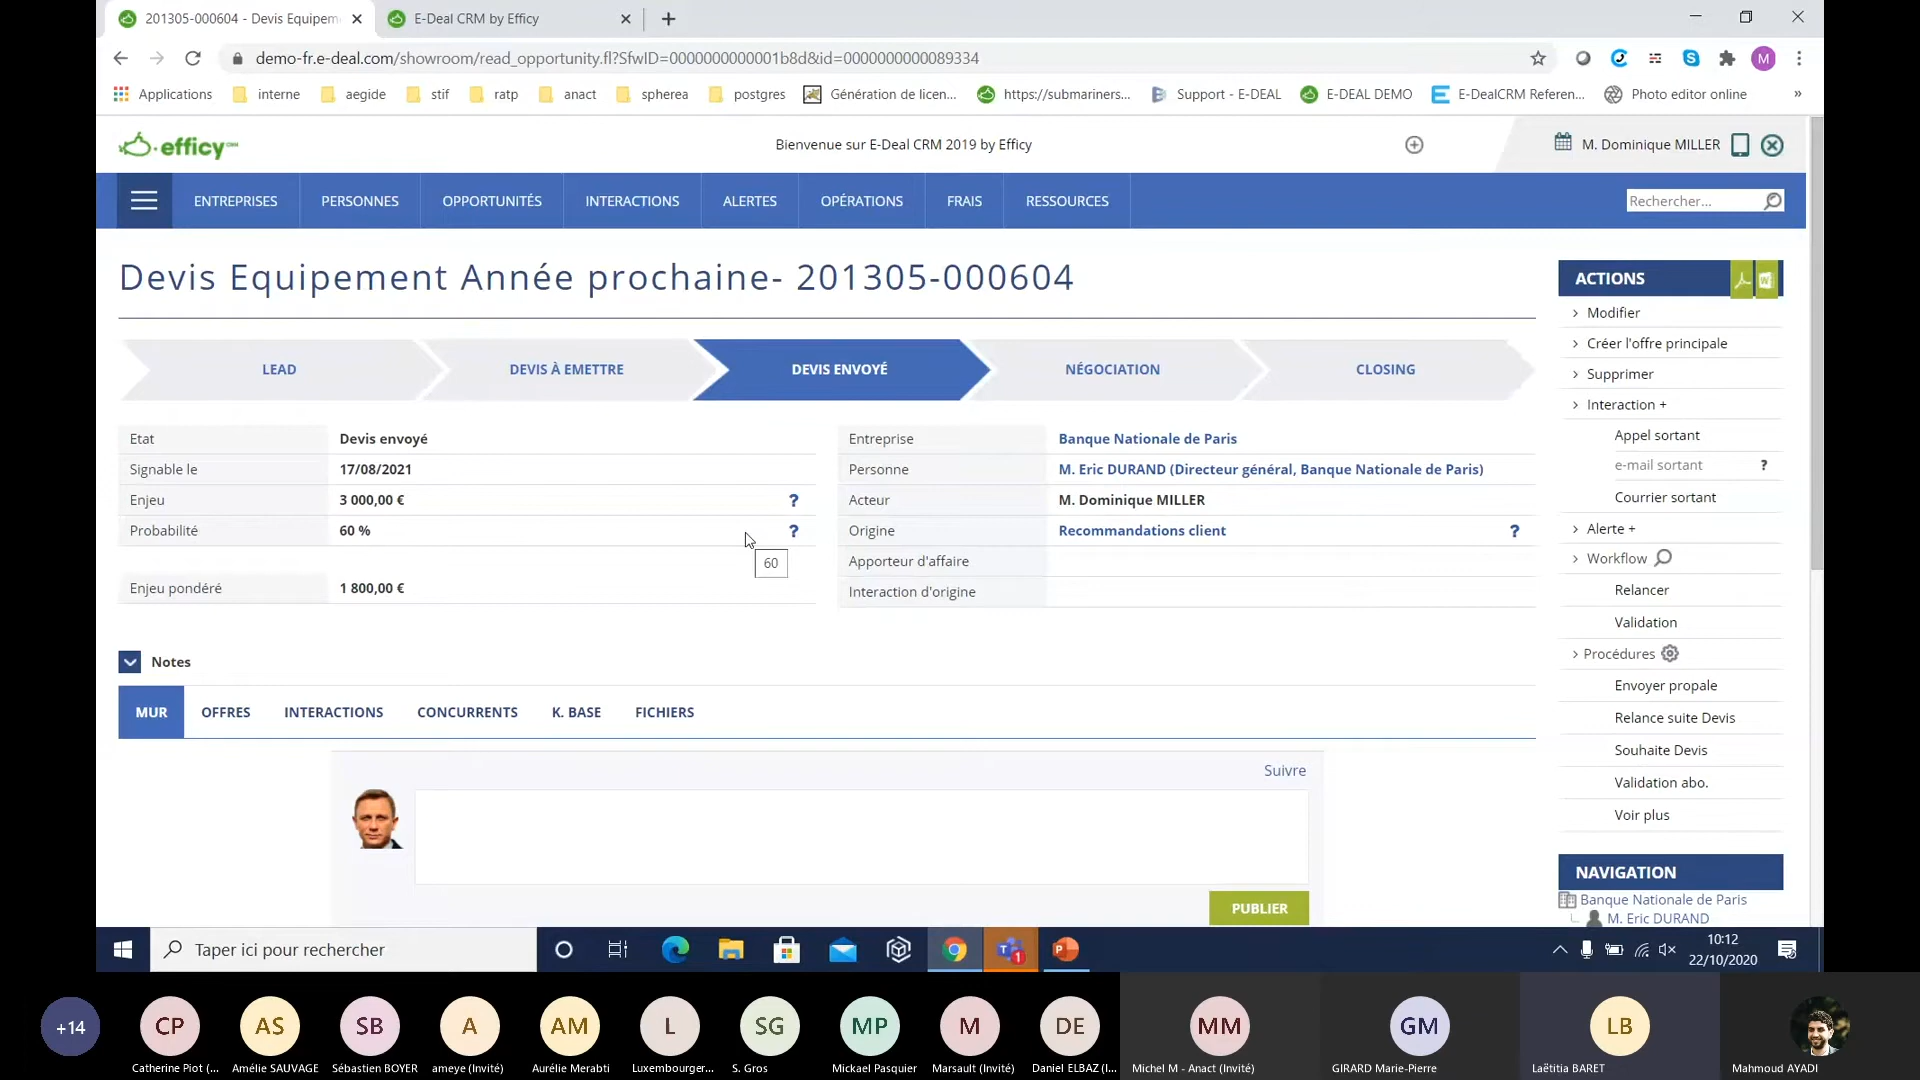 201305-000604 - Devis Equipem
E-Deal CRM by Efficy
demo-fr.e-deal.com/showroom/read_opportunity.fl?SfwID=0000000000001b8d&id=0000000000089334
M
Applications
interne
aegide
stif
ratp
anact
spherea
postgres
Génération de licen...
https://submariners...
Support - E-DEAL
E-DEAL DEMO
E-DealCRM Referen...
Photo editor online
»
efficy CRM
Bienvenue sur E-Deal CRM 2019 by Efficy
M. Dominique MILLER
ENTREPRISES
PERSONNES
OPPORTUNITÉS
INTERACTIONS
ALERTES
OPÉRATIONS
FRAIS
RESSOURCES
Rechercher...
Devis Equipement Année prochaine- 201305-000604
LEAD
DEVIS À EMETTRE
DEVIS ENVOYÉ
NÉGOCIATION
CLOSING
Etat
Devis envoyé
Signable le
17/08/2021
Enjeu
3 000,00 €
?
Probabilité
60 %
?
60
Enjeu pondéré
1 800,00 €
Entreprise
Banque Nationale de Paris
Personne
M. Eric DURAND (Directeur général, Banque Nationale de Paris)
Acteur
M. Dominique MILLER
Origine
Recommandations client
?
Apporteur d'affaire
Interaction d'origine
Notes
MUR
OFFRES
INTERACTIONS
CONCURRENTS
K. BASE
FICHIERS
Suivre
PUBLIER
ACTIONS
Modifier
Créer l'offre principale
Supprimer
Interaction +
Appel sortant
e-mail sortant
?
Courrier sortant
Alerte +
Workflow
Relancer
Validation
Procédures
Envoyer propale
Relance suite Devis
Souhaite Devis
Validation abo.
Voir plus
NAVIGATION
Banque Nationale de Paris
M. Eric DURAND
Taper ici pour rechercher
1
10:12
22/10/2020
+14
CP
AS
SB
A
AM
L
SG
MP
M
DE
MM
GM
LB
Catherine Piot (...
Amélie SAUVAGE
Sébastien BOYER
ameye (Invité)
Aurélie Merabti
Luxembourger...
S. Gros
Mickael Pasquier
Marsault (Invité)
Daniel ELBAZ (I...
Michel M - Anact (Invité)
GIRARD Marie-Pierre
Laëtitia BARET
Mahmoud AYADI